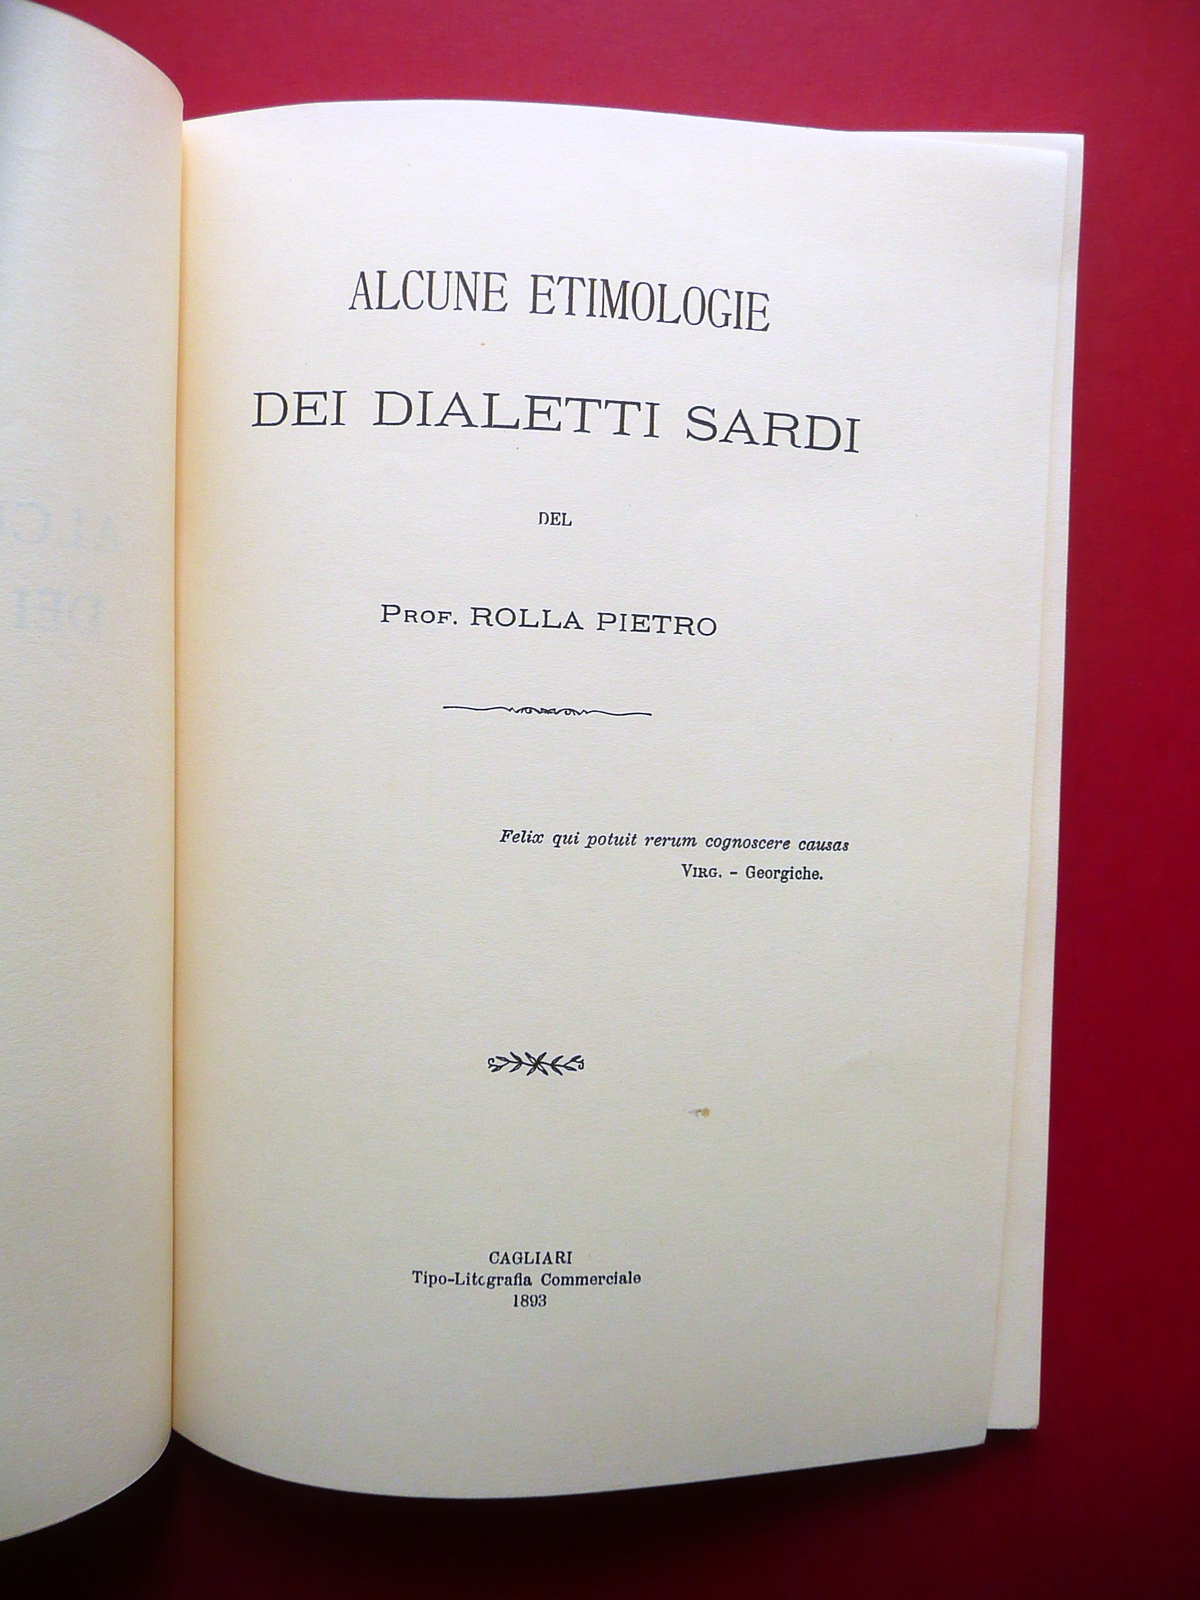 ALCUNE ETIMOLOGIE
DEI DIALETTI SARDI
DEL
PROF. ROLLA PIETRO
Felix qui potuit rerum cognoscere causas
VIRG. - Georgiche.
CAGLIARI
Tipo-Litografia Commerciale
1893